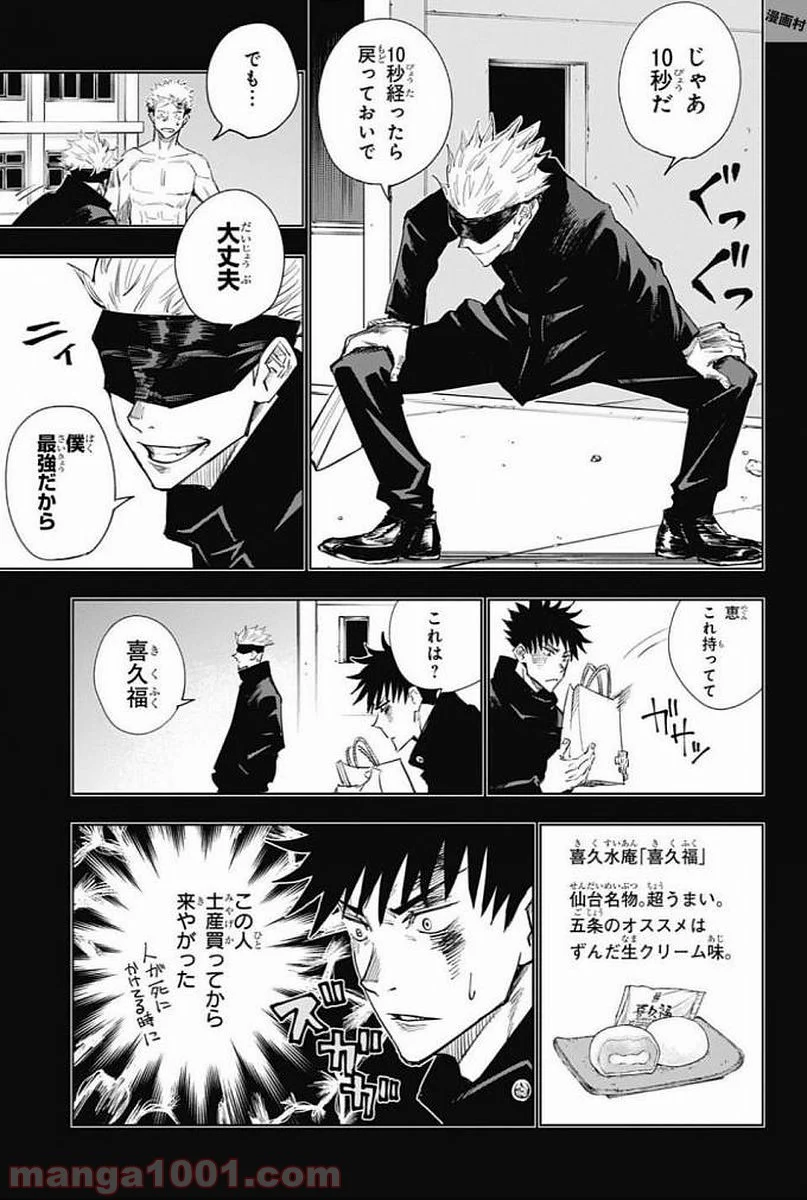 漫画村
じゃあ
10秒だ
ぐっ
ぐっ
10秒経ったら
戻っておいで
でも…
大丈夫
ニィ
僕
最強だから
恵
これ持ってて
ガサッ
これは?
喜久福
喜久水庵「喜久福」
仙台名物。超うまい。
五条のオススメは
ずんだ生クリーム味。
喜久福
この人
土産買ってから
来やがった
人が死に
かけてる時に
manga1001.com